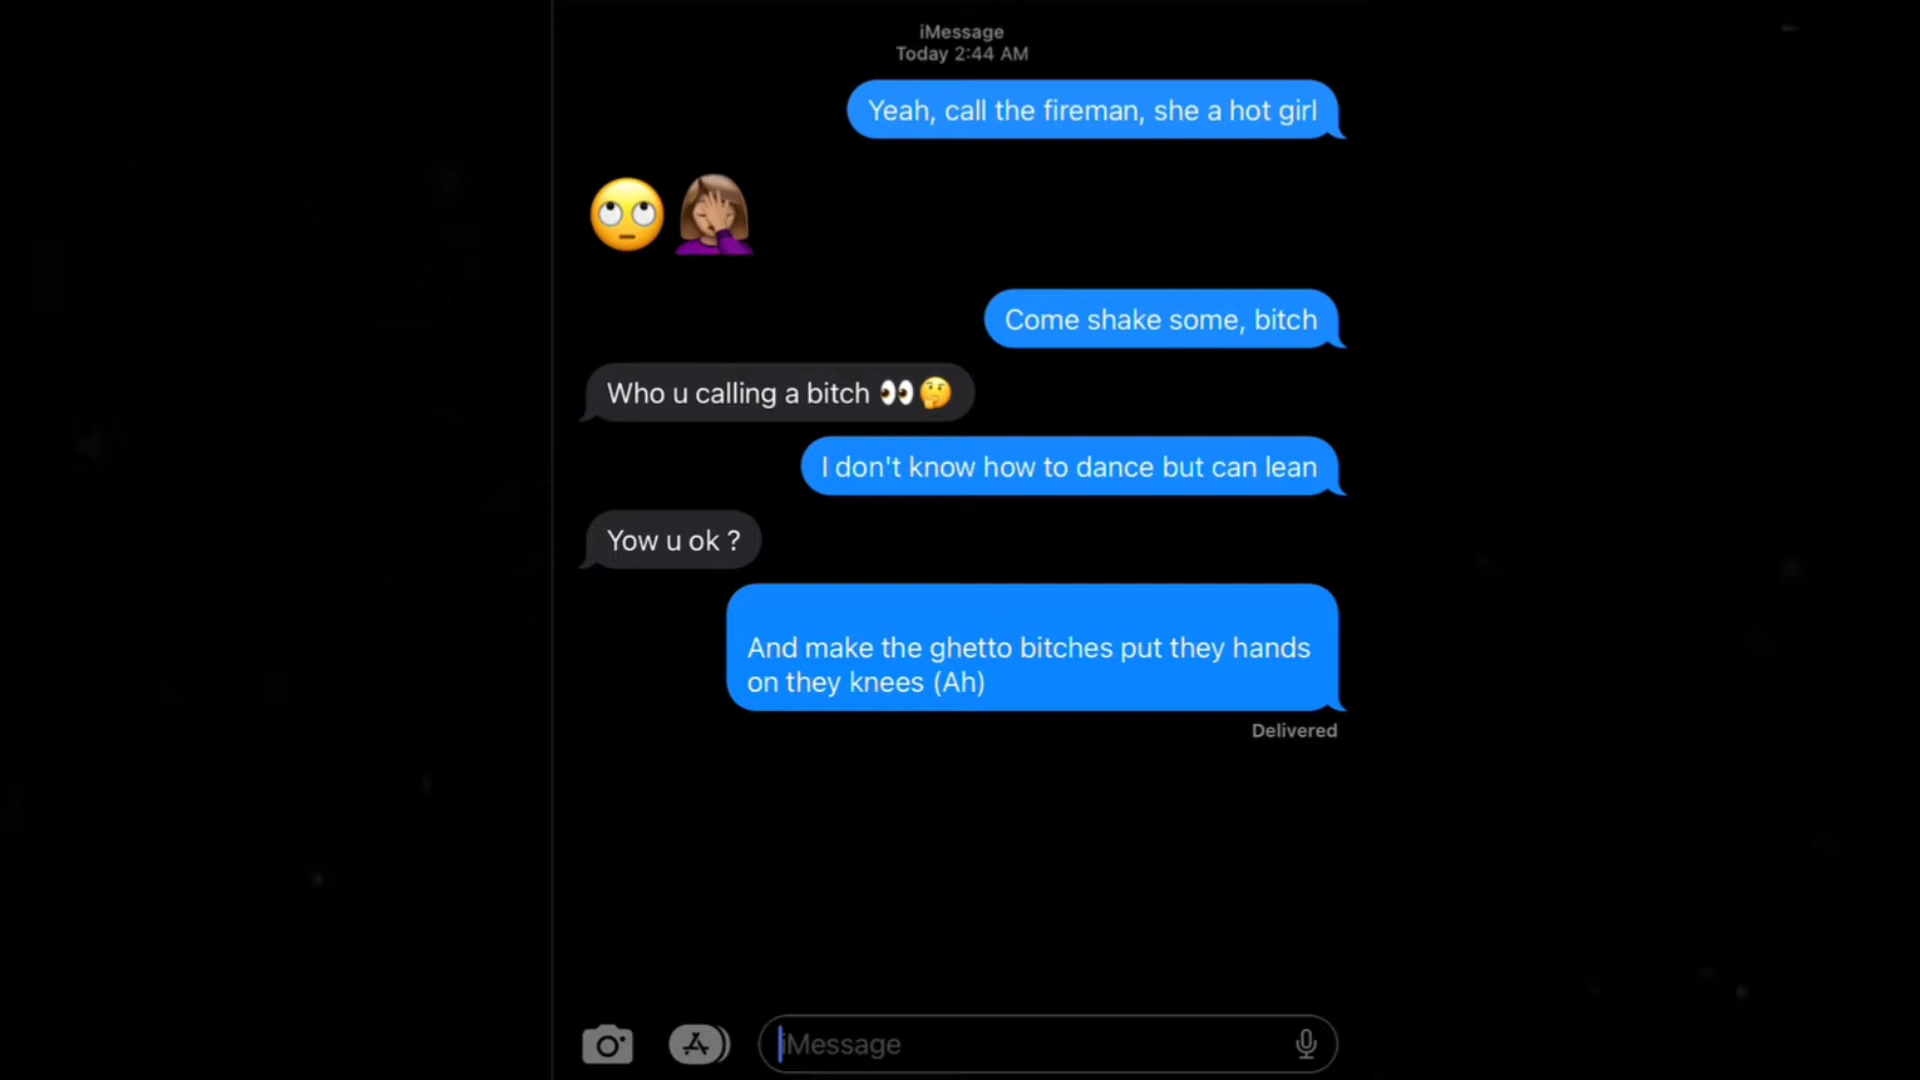 iMessage
Today 2:44 AM
Yeah, call the fireman, she a hot girl
🙄🤦🏽‍♀️
Come shake some, bitch
Who u calling a bitch 👀🤔
I don't know how to dance but can lean
Yow u ok ?
And make the ghetto bitches put they hands
on they knees (Ah)
Delivered
iMessage